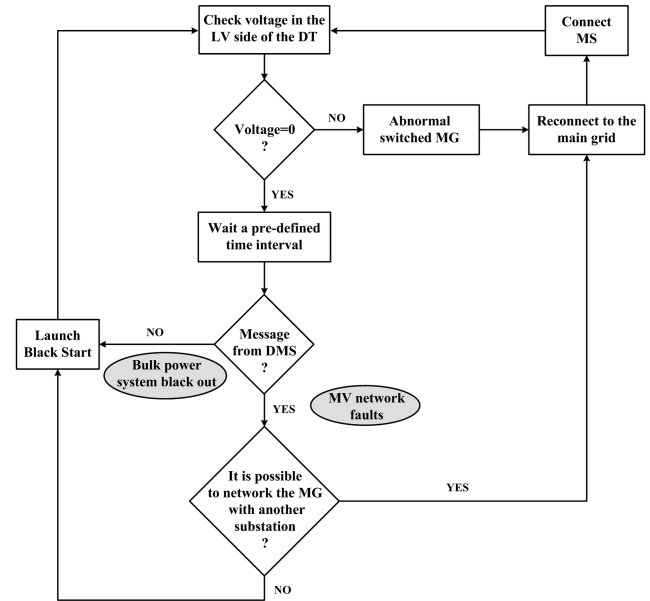 Check voltage in the
LV side of the DT
Connect
MS
Voltage=0
?
NO
Abnormal
switched MG
Reconnect to the
main grid
YES
Wait a pre-defined
time interval
Launch
Black Start
NO
Message
from DMS
?
Bulk power
system black out
YES
MV network
faults
It is possible
to network the MG
with another
substation
?
YES
NO